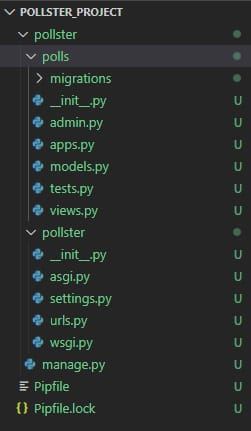 POLLSTER_PROJECT
pollster
polls
migrations
__init__.py U
admin.py U
apps.py U
models.py U
tests.py U
views.py U
pollster
__init__.py U
asgi.py U
settings.py U
urls.py U
wsgi.py U
manage.py U
Pipfile U
{} Pipfile.lock U